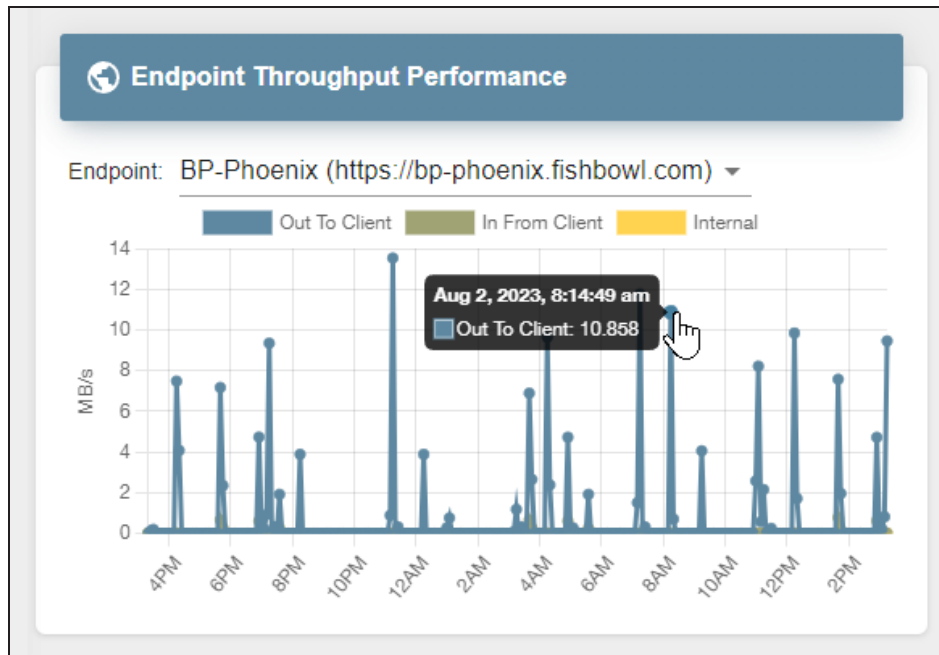 Endpoint Throughput Performance
Endpoint: BP-Phoenix (https://bp-phoenix.fishbowl.com)
Out To Client In From Client Internal
14
12
10
8
6
4
2
0
MB/s
Aug 2, 2023, 8:14:49 am
Out To Client: 10.858
4PM 6PM 8PM 10PM 12AM 2AM 4AM 6AM 8AM 10AM 12PM 2PM